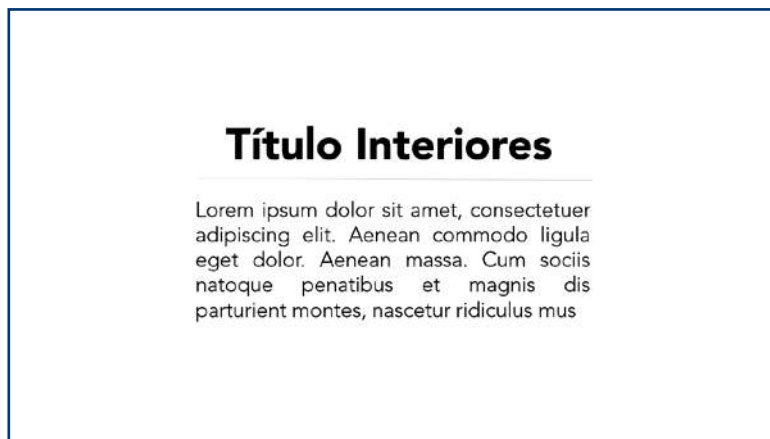 Título Interiores
Lorem ipsum dolor sit amet, consectetuer
adipiscing elit. Aenean commodo ligula
eget dolor. Aenean massa. Cum sociis
natoque penatibus et magnis dis
parturient montes, nascetur ridiculus mus